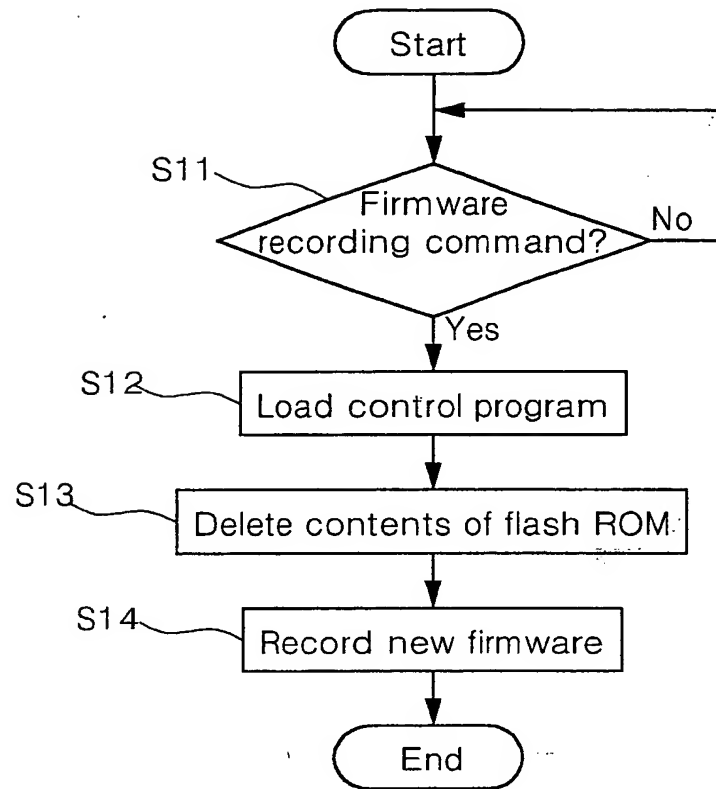 Start
S11
Firmware
recording command?
No
Yes
S12
Load control program
S13
Delete contents of flash ROM
S14
Record new firmware
End